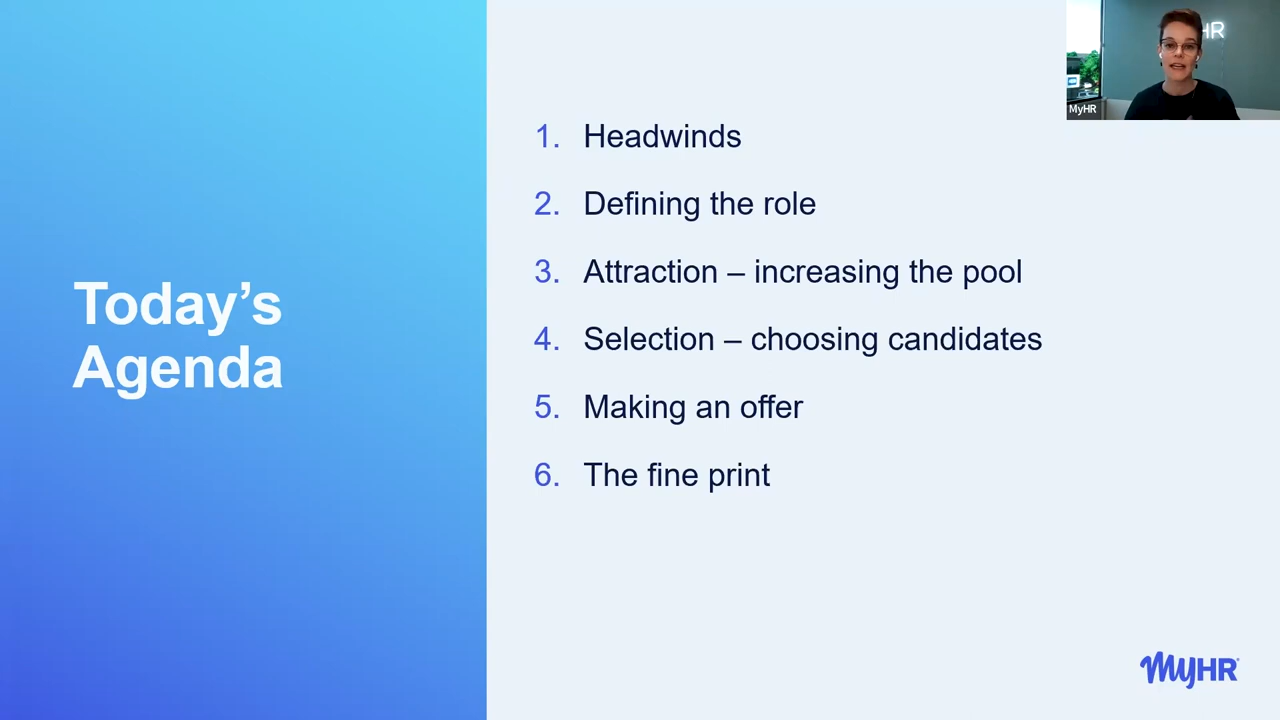 Today's
Agenda
1. Headwinds
2. Defining the role
3. Attraction – increasing the pool
4. Selection – choosing candidates
5. Making an offer
6. The fine print
HR
MyHR
MyHR